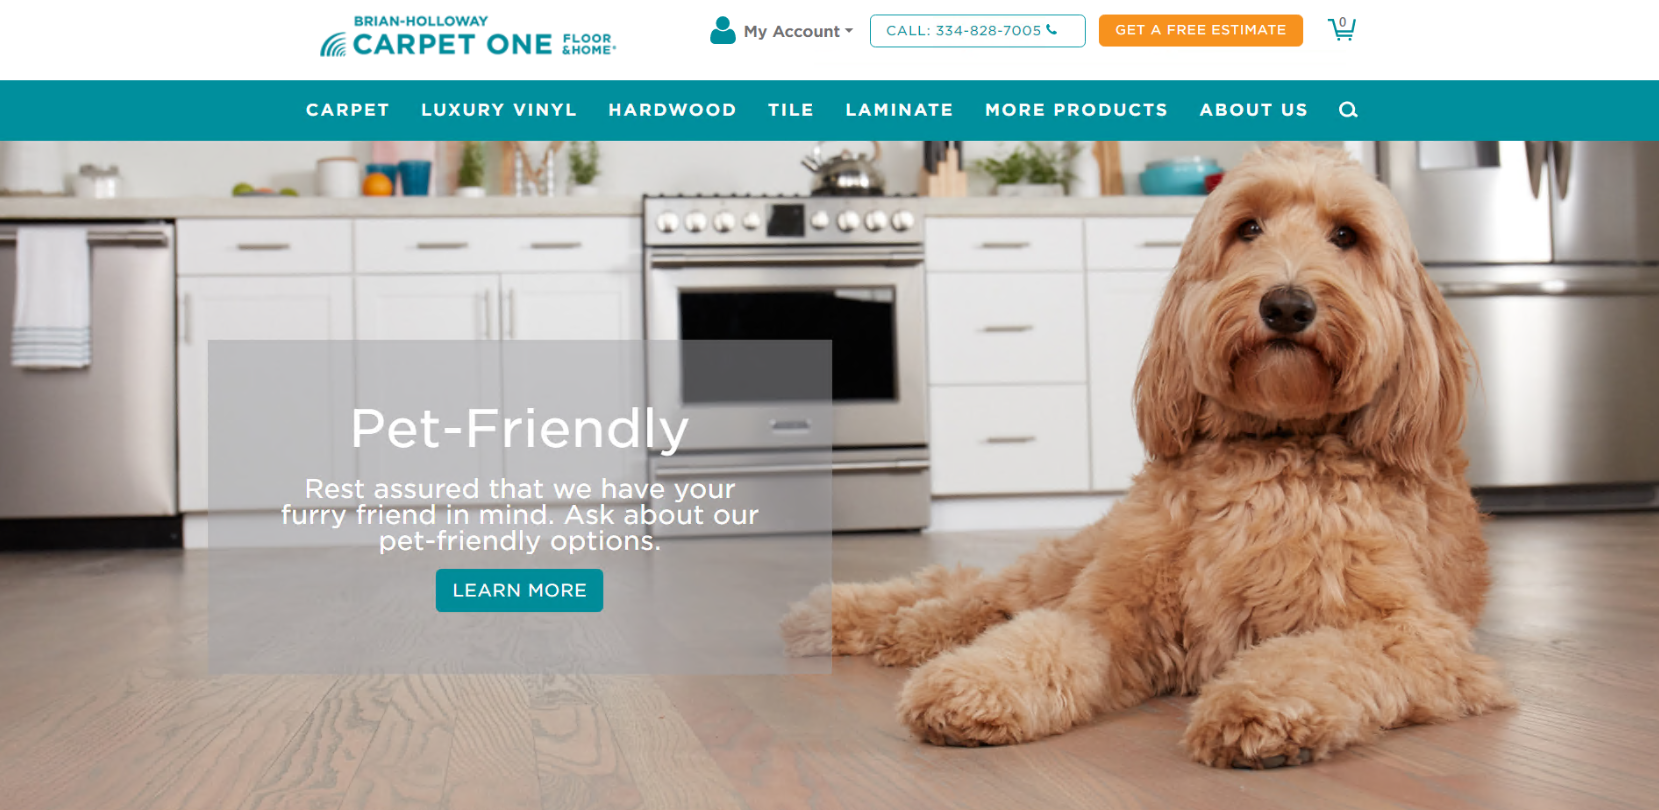 BRIAN-HOLLOWAY
CARPET ONE FLOOR &HOME®
My Account
CALL: 334-828-7005
GET A FREE ESTIMATE
0
CARPET LUXURY VINYL HARDWOOD TILE LAMINATE MORE PRODUCTS ABOUT US
Pet-Friendly
Rest assured that we have your
furry friend in mind. Ask about our
pet-friendly options.
LEARN MORE